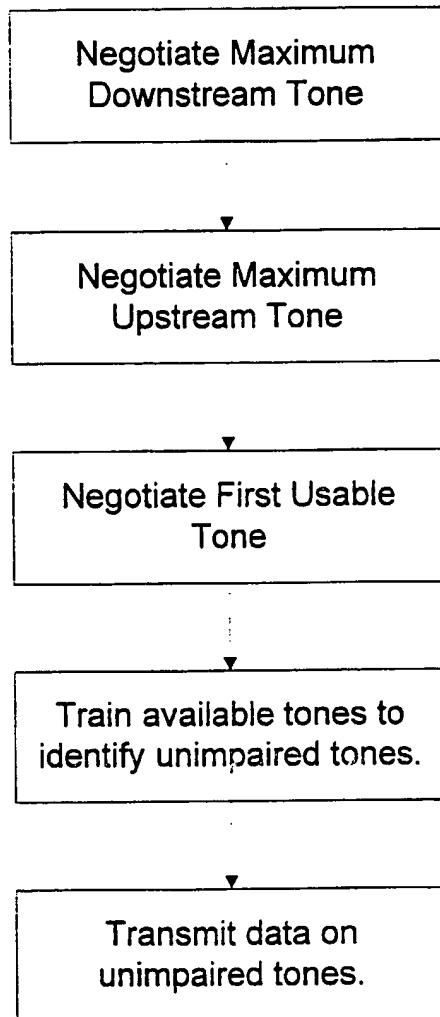 Negotiate Maximum
Downstream Tone
Negotiate Maximum
Upstream Tone
Negotiate First Usable
Tone
Train available tones to
identify unimpaired tones.
Transmit data on
unimpaired tones.